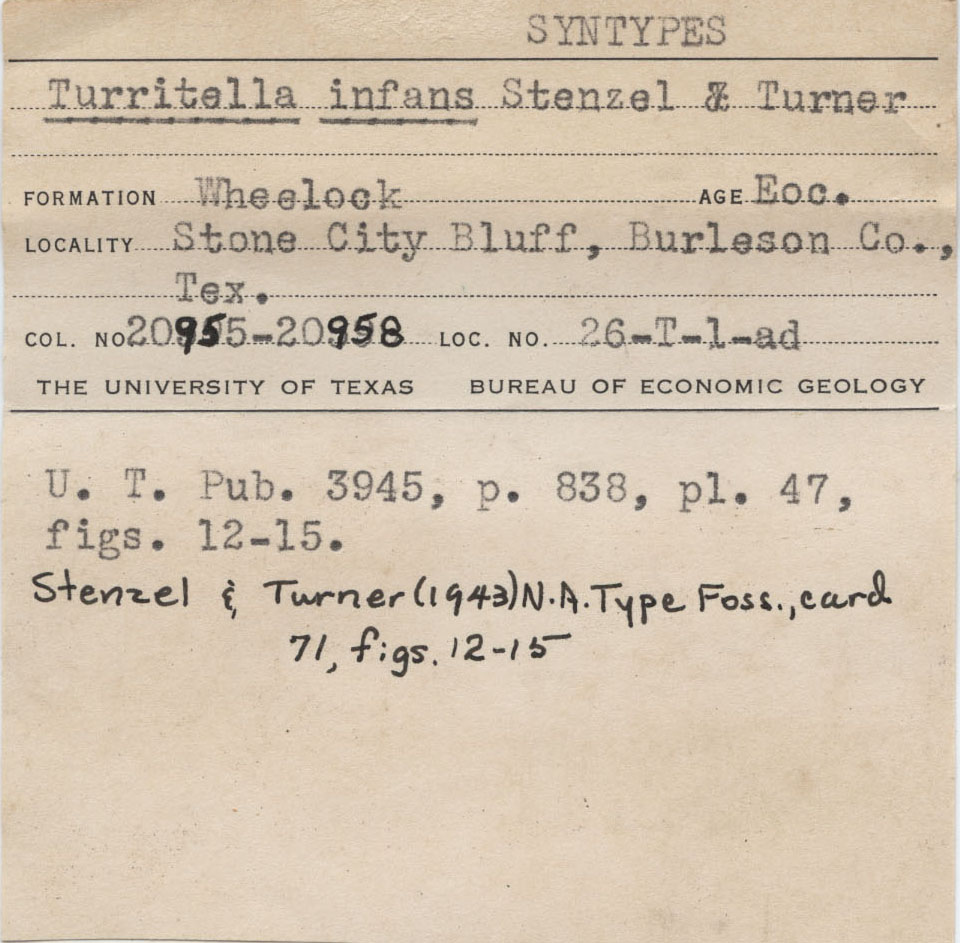 SYNTYPES
Turritella infans Stenzel & Turner
FORMATION Wheelock AGE Eoc.
LOCALITY Stone City Bluff, Burleson Co.,
Tex.
COL. NO. 20955-20958 LOC. NO. 26-T-1-ad
THE UNIVERSITY OF TEXAS BUREAU OF ECONOMIC GEOLOGY
U. T. Pub. 3945, p. 838, pl. 47,
figs. 12-15.
Stenzel & Turner (1943) N.A. Type Foss., card
71, figs. 12-15